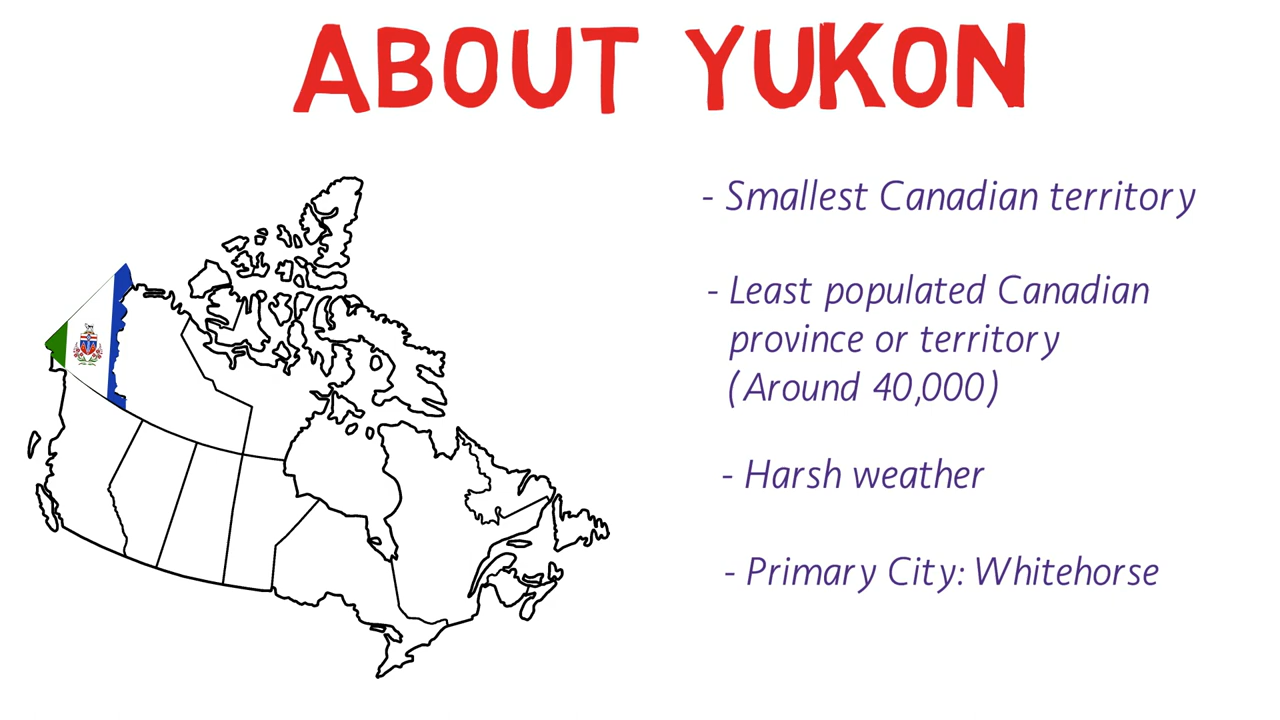 ABOUT YUKON
- Smallest Canadian territory
- Least populated Canadian
province or territory
(Around 40,000)
- Harsh weather
- Primary City: Whitehorse